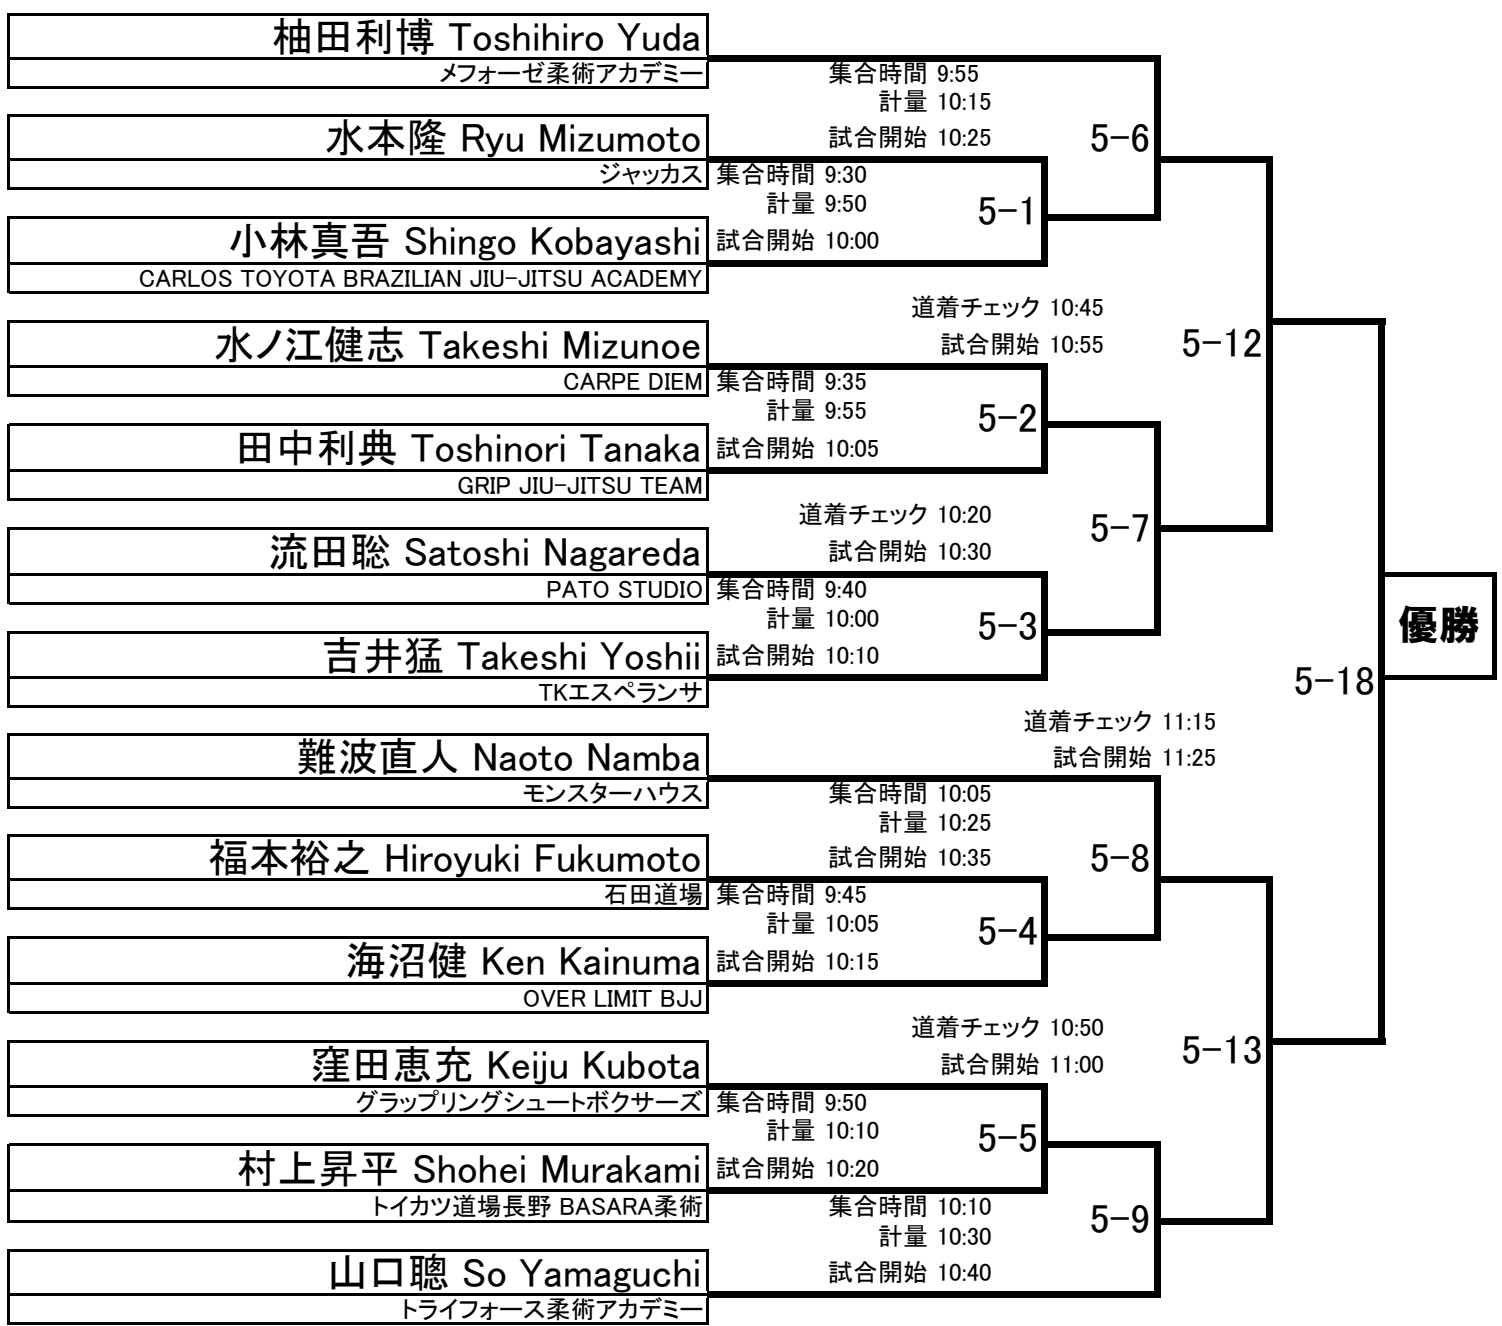 柚田利博 Toshihiro Yuda
メフォーゼ柔術アカデミー
集合時間 9:55
計量 10:15
試合開始 10:25
5-6
水本隆 Ryu Mizumoto
ジャッカス
集合時間 9:30
計量 9:50
試合開始 10:00
5-1
小林真吾 Shingo Kobayashi
CARLOS TOYOTA BRAZILIAN JIU-JITSU ACADEMY
道着チェック 10:45
試合開始 10:55
5-12
水ノ江健志 Takeshi Mizunoe
CARPE DIEM
集合時間 9:35
計量 9:55
試合開始 10:05
5-2
田中利典 Toshinori Tanaka
GRIP JIU-JITSU TEAM
道着チェック 10:20
試合開始 10:30
5-7
流田聡 Satoshi Nagareda
PATO STUDIO
集合時間 9:40
計量 10:00
試合開始 10:10
5-3
吉井猛 Takeshi Yoshii
TKエスペランサ
優勝
5-18
道着チェック 11:15
試合開始 11:25
難波直人 Naoto Namba
モンスターハウス
集合時間 10:05
計量 10:25
試合開始 10:35
5-8
福本裕之 Hiroyuki Fukumoto
石田道場
集合時間 9:45
計量 10:05
試合開始 10:15
5-4
海沼健 Ken Kainuma
OVER LIMIT BJJ
道着チェック 10:50
試合開始 11:00
5-13
窪田恵充 Keiju Kubota
グラップリングシュートボクサーズ
集合時間 9:50
計量 10:10
試合開始 10:20
5-5
村上昇平 Shohei Murakami
トイカツ道場長野 BASARA柔術
集合時間 10:10
計量 10:30
試合開始 10:40
5-9
山口聰 So Yamaguchi
トライフォース柔術アカデミー